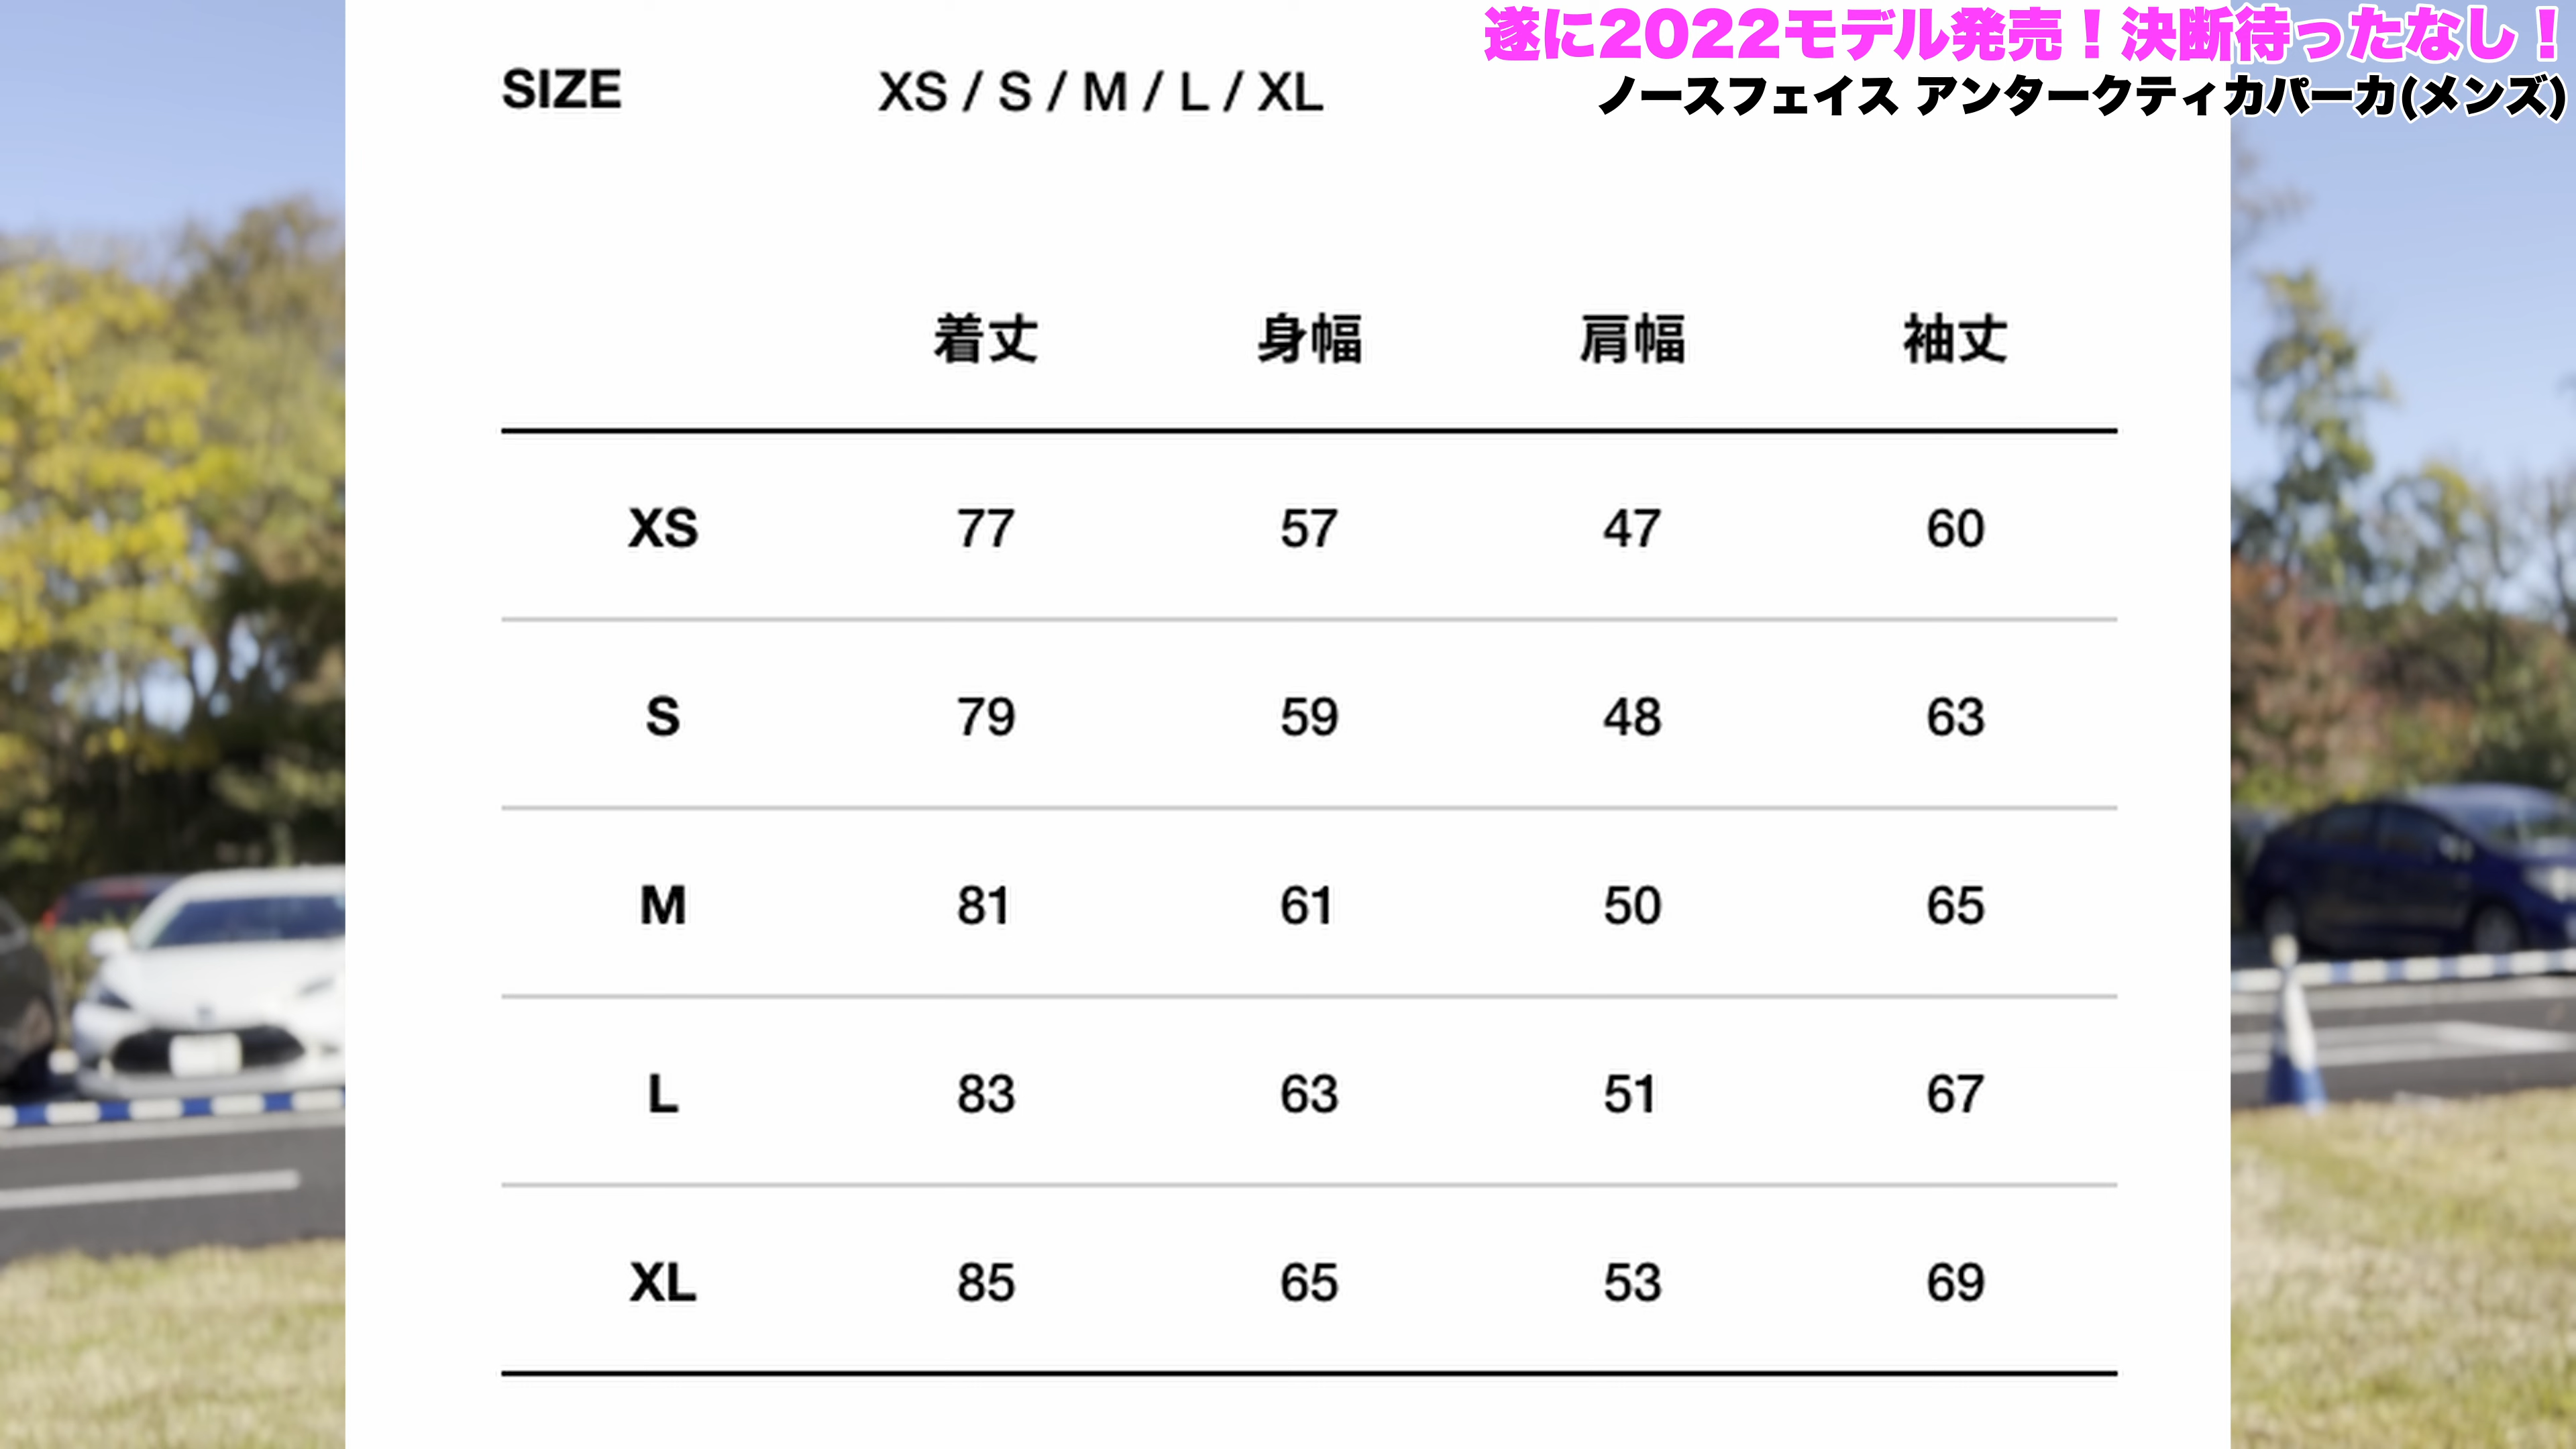 遂に2022モデル発売！決断待ったなし！
ノースフェイス アンタークティカパーカ(メンズ)
SIZE XS / S / M / L / XL
着丈 身幅 肩幅 袖丈
XS 77 57 47 60
S 79 59 48 63
M 81 61 50 65
L 83 63 51 67
XL 85 65 53 69